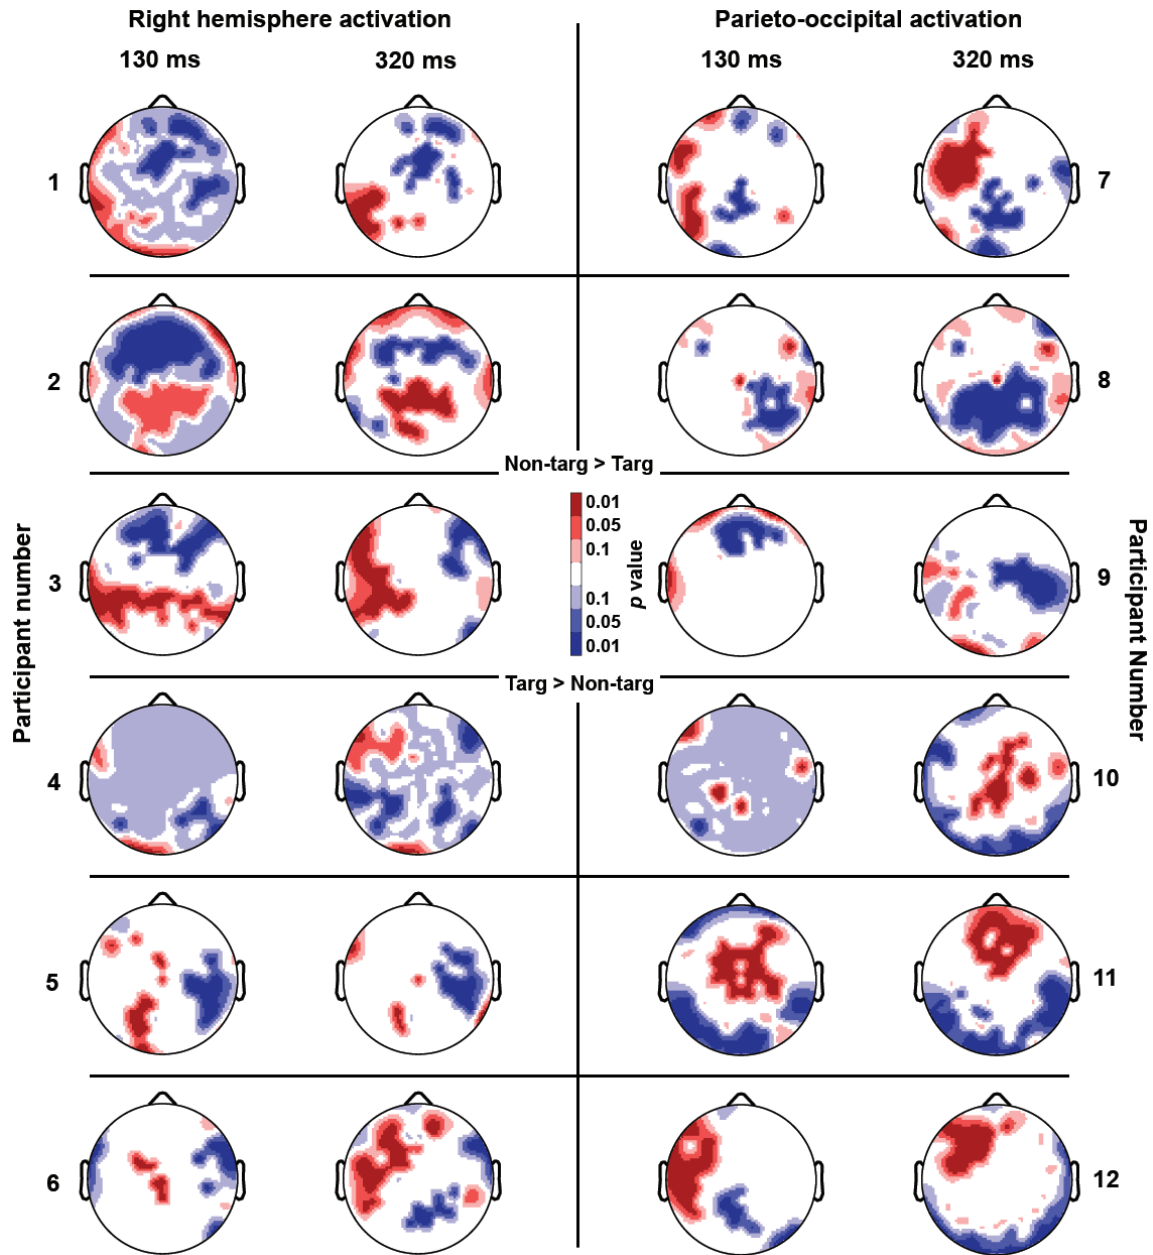 Right hemisphere activation
Parieto-occipital activation
130 ms
320 ms
130 ms
320 ms
1
7
2
8
Non-targ > Targ
0.01
0.05
0.1
0.1
0.05
0.01
p value
Participant number
3
9
Participant Number
Targ > Non-targ
4
10
5
11
6
12